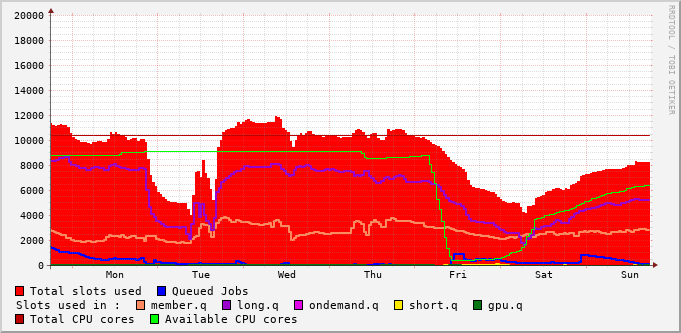 20000
18000
16000
14000
12000
10000
8000
6000
4000
2000
0
Mon Tue Wed Thu Fri Sat Sun
Total slots used Queued Jobs
Slots used in : member.q long.q ondemand.q short.q gpu.q
Total CPU cores Available CPU cores
RRDTOOL / TOBI OETIKER